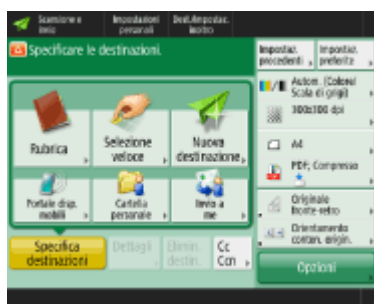 Scansione e
invio
Impostazioni
personali
Dest./Impostaz.
inoltro
Specificare le destinazioni.
Impostaz.
precedenti
Impostaz.
preferite
Autom. (Colore/
Scala di grigi)
300x300 dpi
A4
PDF; Compresso
Originale
fronte-retro
Orientamento
conten. origin.
Opzioni
Rubrica
Selezione
veloce
Nuova
destinazione
Portale disp.
mobili
Cartella
personale
Invio a
me
Specifica
destinazioni
Dettagli
Elimin.
destin.
Cc
Ccn